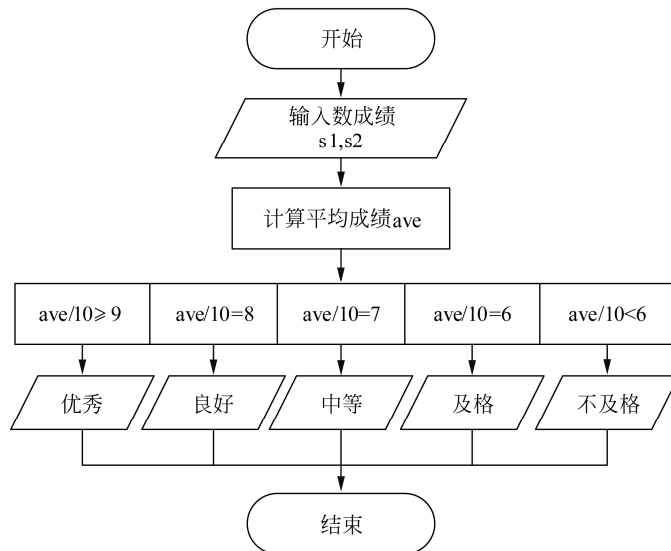 开始
输入数成绩
s1,s2
计算平均成绩ave
ave/10⩾9
ave/10=8
ave/10=7
ave/10=6
ave/10<6
优秀
良好
中等
及格
不及格
结束